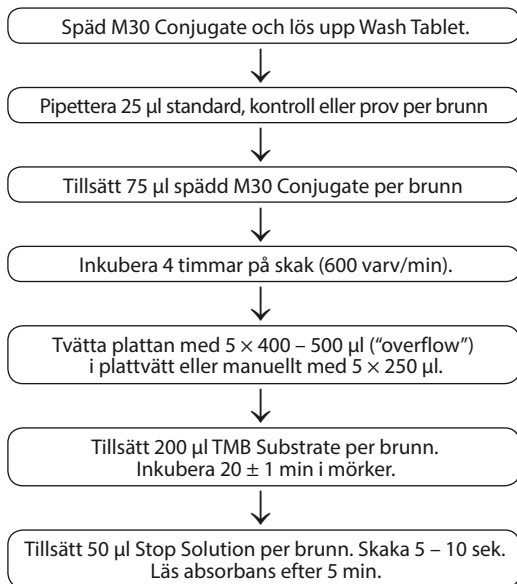 Späd M30 Conjugate och lös upp Wash Tablet.
Pipettera 25 µl standard, kontroll eller prov per brunn
Tillsätt 75 µl spädd M30 Conjugate per brunn
Inkubera 4 timmar på skak (600 varv/min).
Tvätta plattan med 5 × 400 – 500 µl (”overflow”)
i plattvätt eller manuellt med 5 × 250 µl.
Tillsätt 200 µl TMB Substrate per brunn.
Inkubera 20 ± 1 min i mörker.
Tillsätt 50 µl Stop Solution per brunn. Skaka 5 – 10 sek.
Läs absorbans efter 5 min.